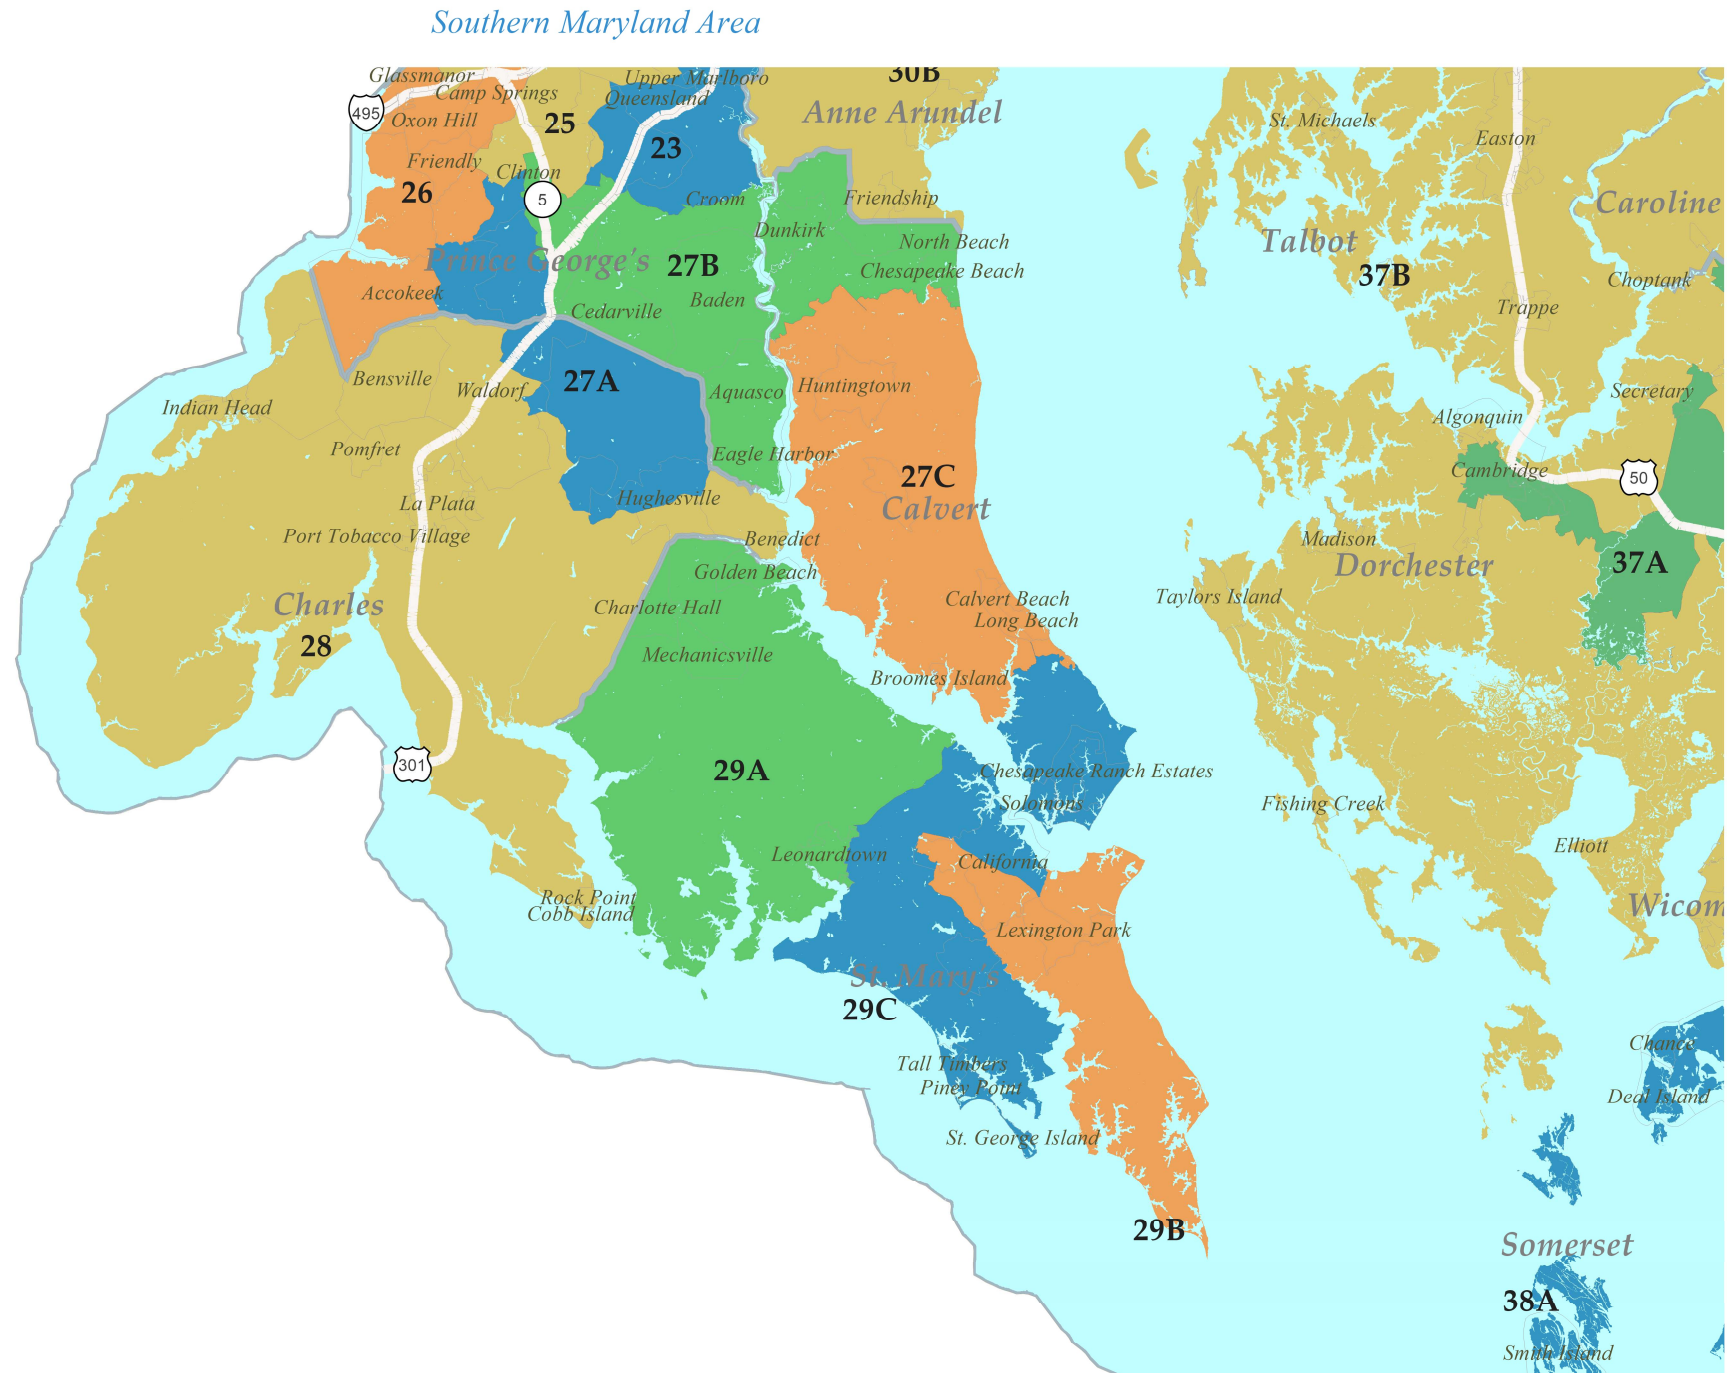 Southern Maryland Area
Glassmanor
Camp Springs
495
Oxon Hill
25
Upper Marlboro
Queensland
30B
Anne Arundel
23
Friendly
Clinton
26
5
Croom
Friendship
Dunkirk
North Beach
Prince George's
27B
Chesapeake Beach
Accokeek
Baden
Cedarville
St. Michaels
Easton
Caroline
Talbot
37B
Choptank
Trappe
Bensville
Waldorf
27A
Aquasco
Huntingtown
Indian Head
Secretary
Algonquin
Pomfret
Eagle Harbor
27C
Calvert
Cambridge
50
La Plata
Hughesville
Port Tobacco Village
Benedict
Madison
Dorchester
37A
Golden Beach
Charles
Charlotte Hall
Calvert Beach
Long Beach
Taylors Island
28
Mechanicsville
Broomes Island
301
29A
Chesapeake Ranch Estates
Solomons
Fishing Creek
Leonardtown
California
Elliott
Rock Point
Cobb Island
Lexington Park
Wicom
St. Mary's
29C
Tall Timbers
Piney Point
Chance
Deal Island
St. George Island
29B
Somerset
38A
Smith Island